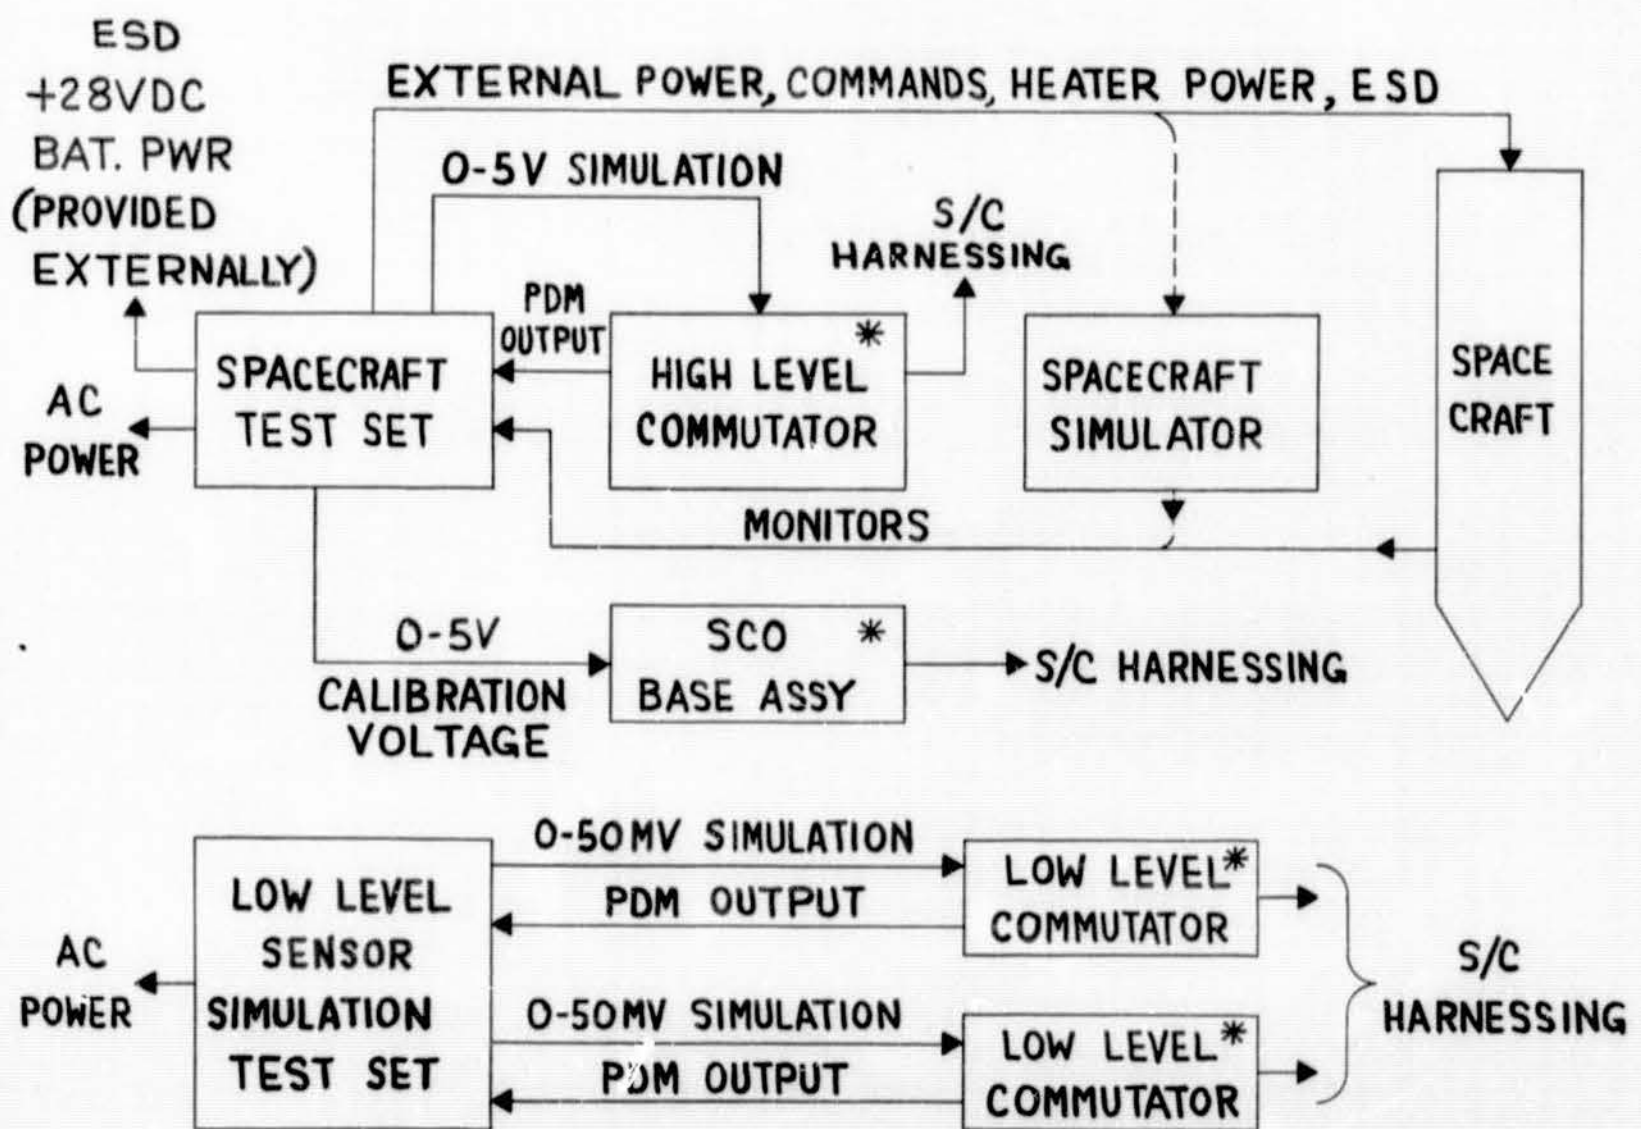 ESD
+28VDC
BAT. PWR
(PROVIDED
EXTERNALLY)
EXTERNAL POWER, COMMANDS, HEATER POWER, ESD
0-5V SIMULATION
S/C
HARNESSING
PDM
OUTPUT
AC
POWER
SPACECRAFT
TEST SET
*
HIGH LEVEL
COMMUTATOR
SPACECRAFT
SIMULATOR
SPACE
CRAFT
MONITORS
0-5V
CALIBRATION
VOLTAGE
SCO *
BASE ASSY
S/C HARNESSING
AC
POWER
LOW LEVEL
SENSOR
SIMULATION
TEST SET
0-50MV SIMULATION
PDM OUTPUT
LOW LEVEL*
COMMUTATOR
0-50MV SIMULATION
PDM OUTPUT
LOW LEVEL*
COMMUTATOR
S/C
HARNESSING